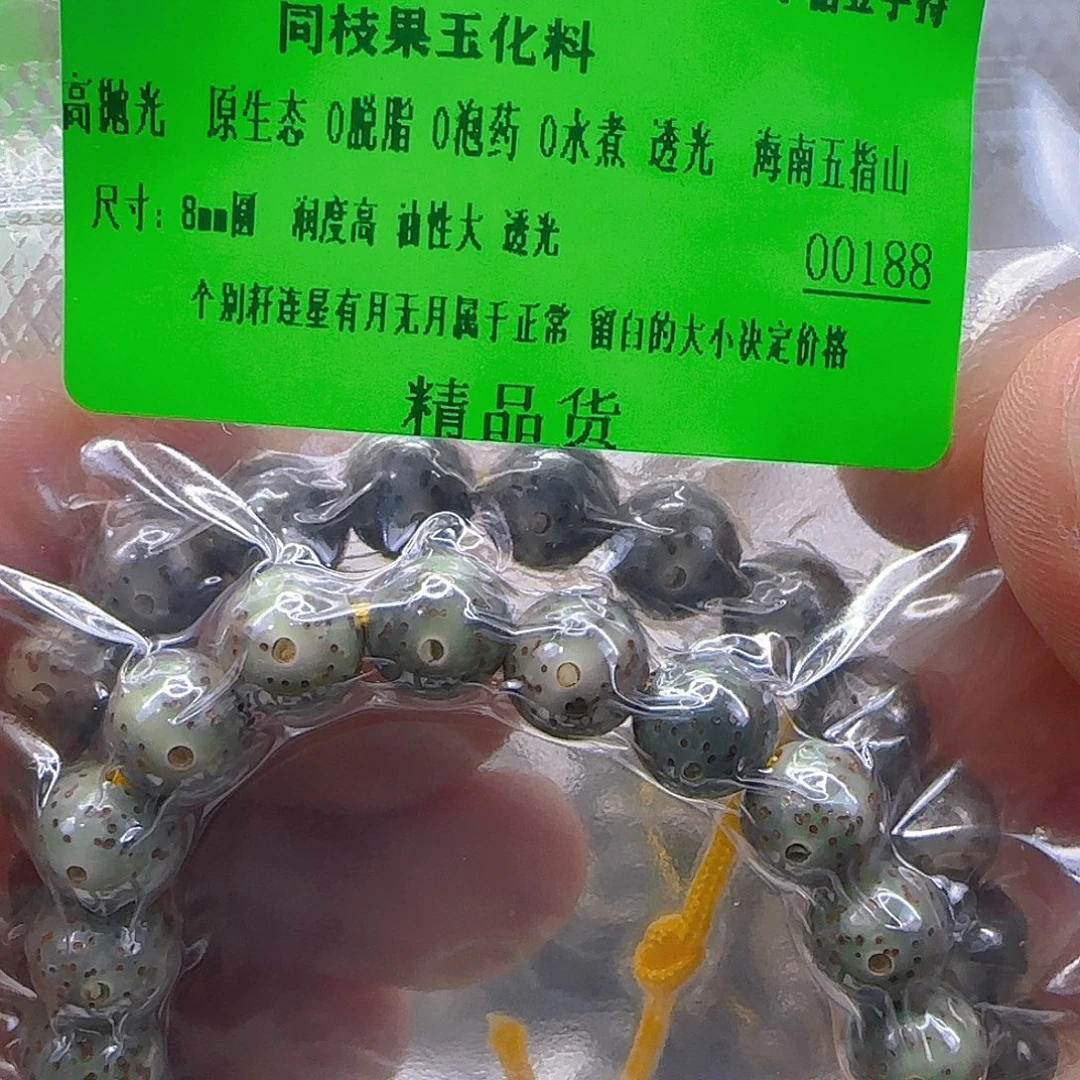 同枝果玉化料
高抛光 原生态 0脱脂 0泡药 0水煮 透光 海南五指山
尺寸：8mm圆 润度高 油性大 透光
00188
个别籽连星有月无月属于正常 留白的大小决定价格
精品货